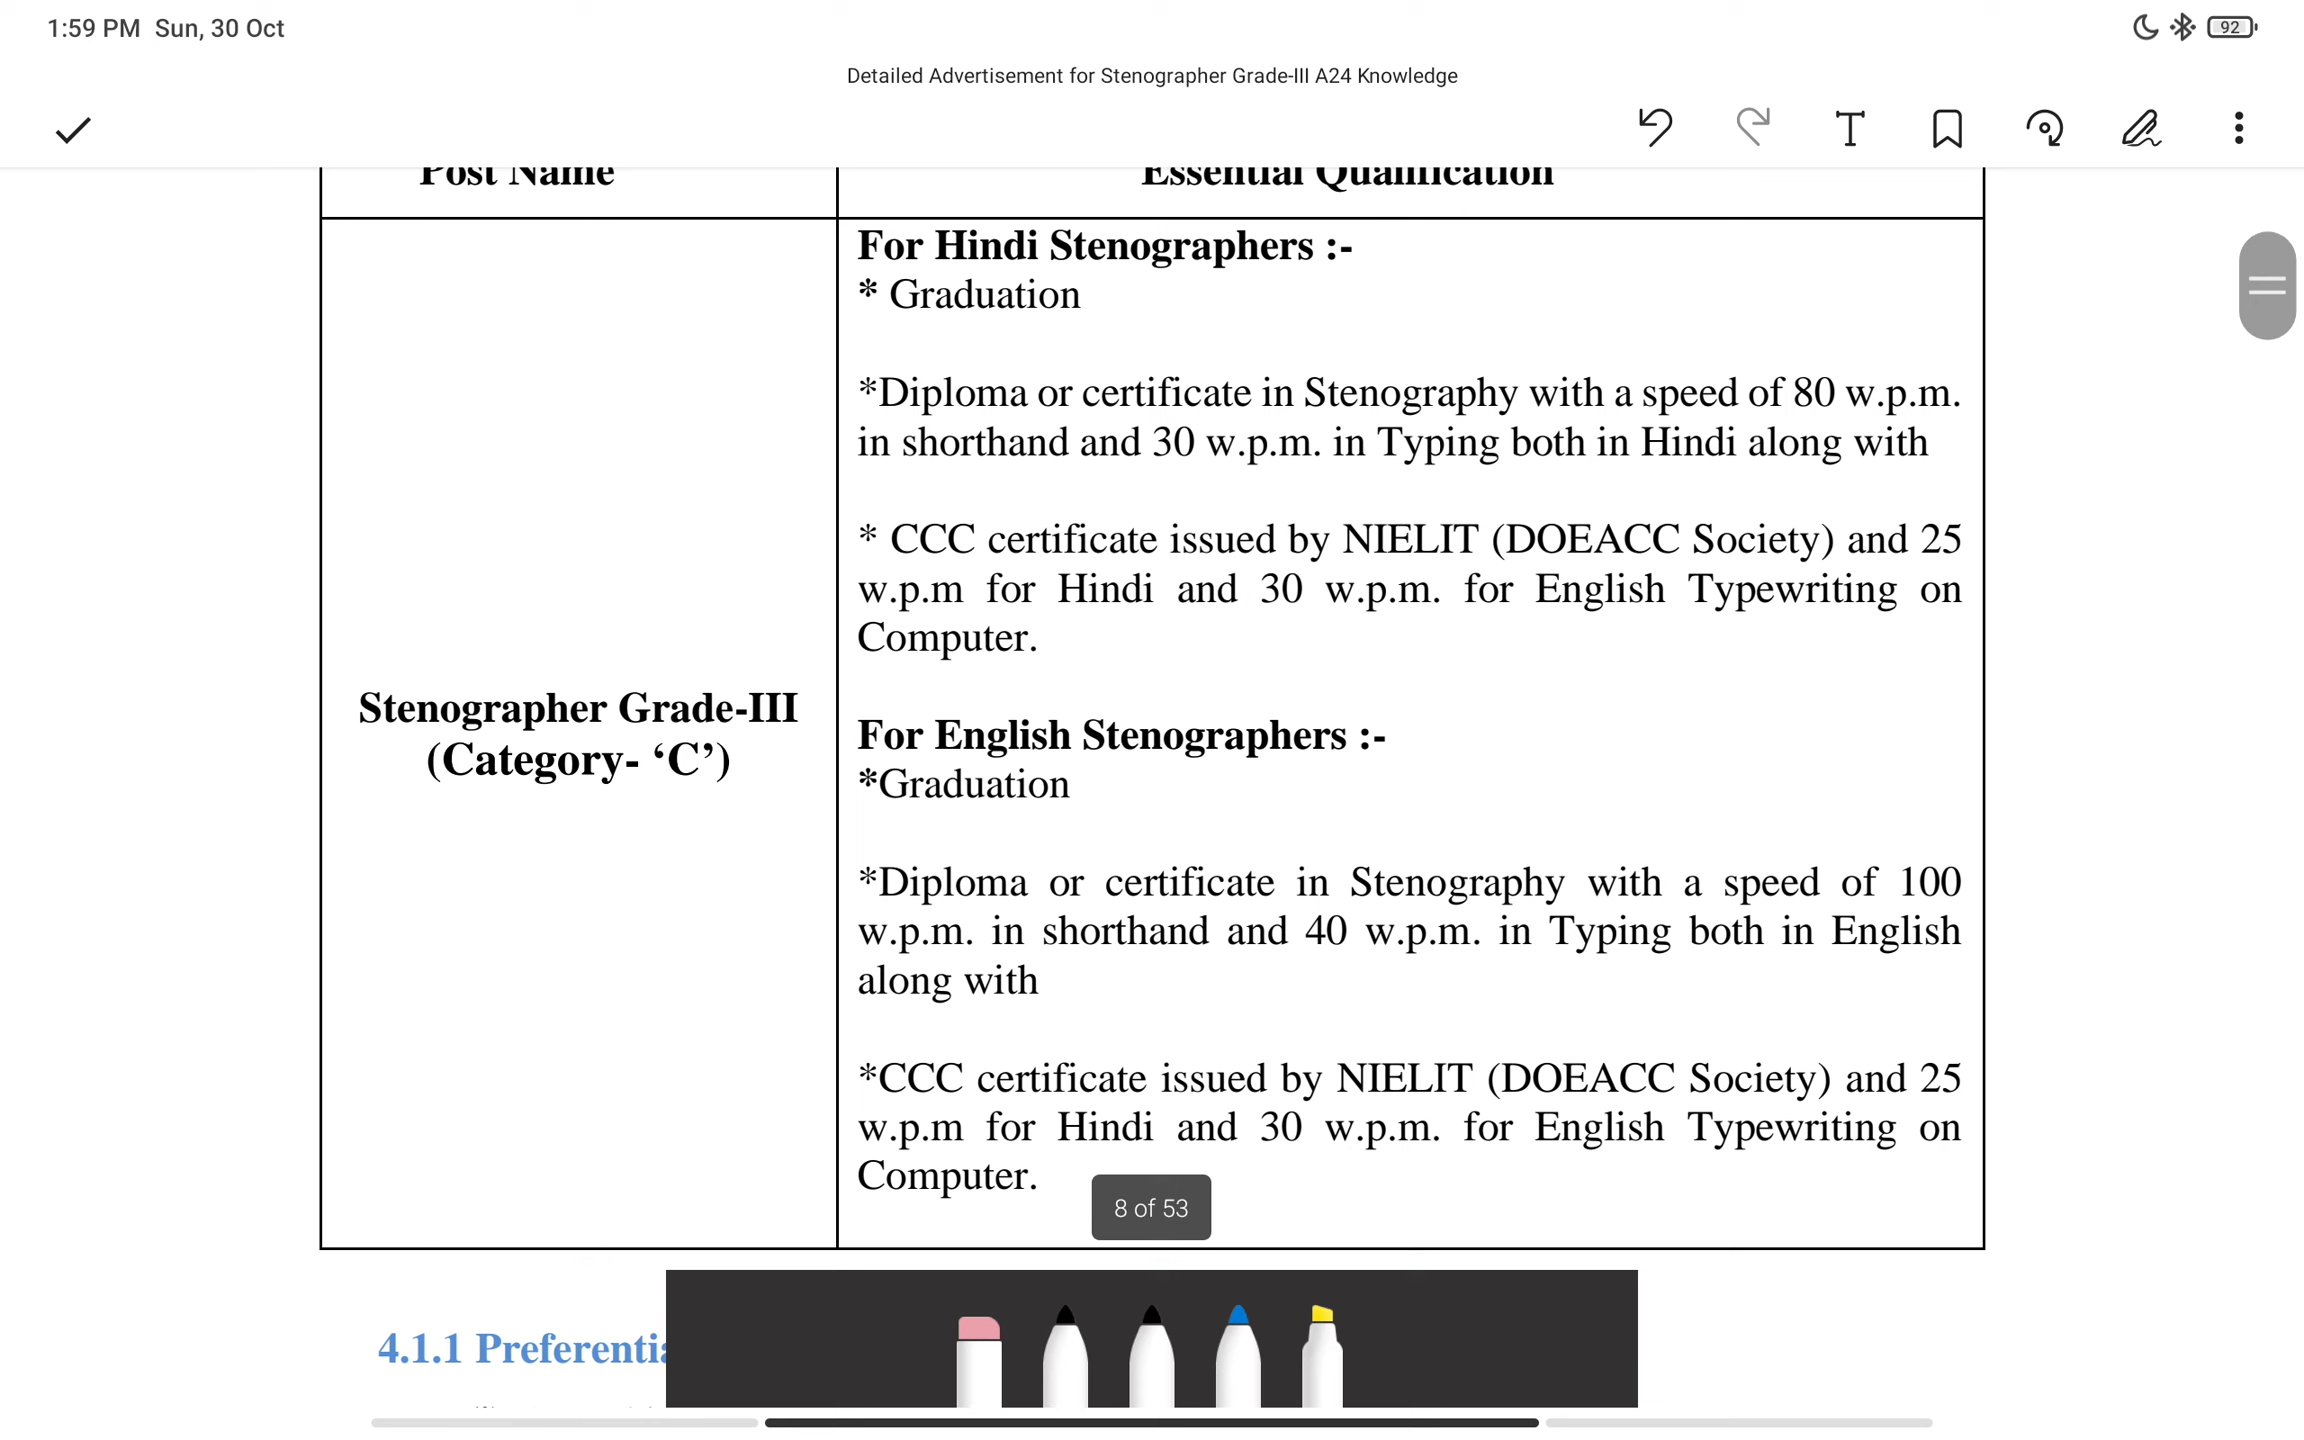 1:59 PM Sun, 30 Oct
92
Detailed Advertisement for Stenographer Grade-III A24 Knowledge
Post Name
Essential Qualification
Stenographer Grade-III
(Category- ‘C’)
For Hindi Stenographers :-
* Graduation
*Diploma or certificate in Stenography with a speed of 80 w.p.m.
in shorthand and 30 w.p.m. in Typing both in Hindi along with
* CCC certificate issued by NIELIT (DOEACC Society) and 25
w.p.m for Hindi and 30 w.p.m. for English Typewriting on
Computer.
For English Stenographers :-
*Graduation
*Diploma or certificate in Stenography with a speed of 100
w.p.m. in shorthand and 40 w.p.m. in Typing both in English
along with
*CCC certificate issued by NIELIT (DOEACC Society) and 25
w.p.m for Hindi and 30 w.p.m. for English Typewriting on
Computer.
8 of 53
4.1.1 Preferentia